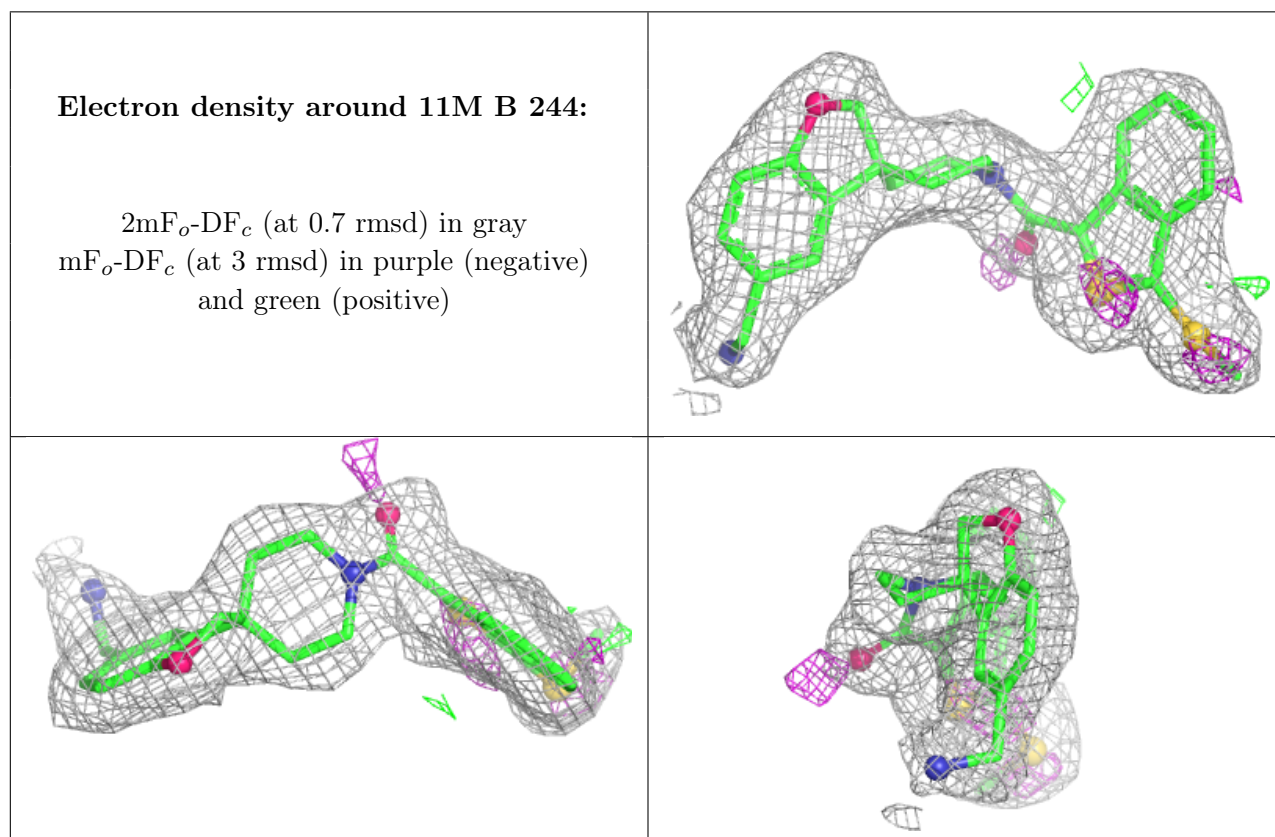 Electron density around 11M B 244:
2mFo-DFc (at 0.7 rmsd) in gray
mFo-DFc (at 3 rmsd) in purple (negative)
and green (positive)